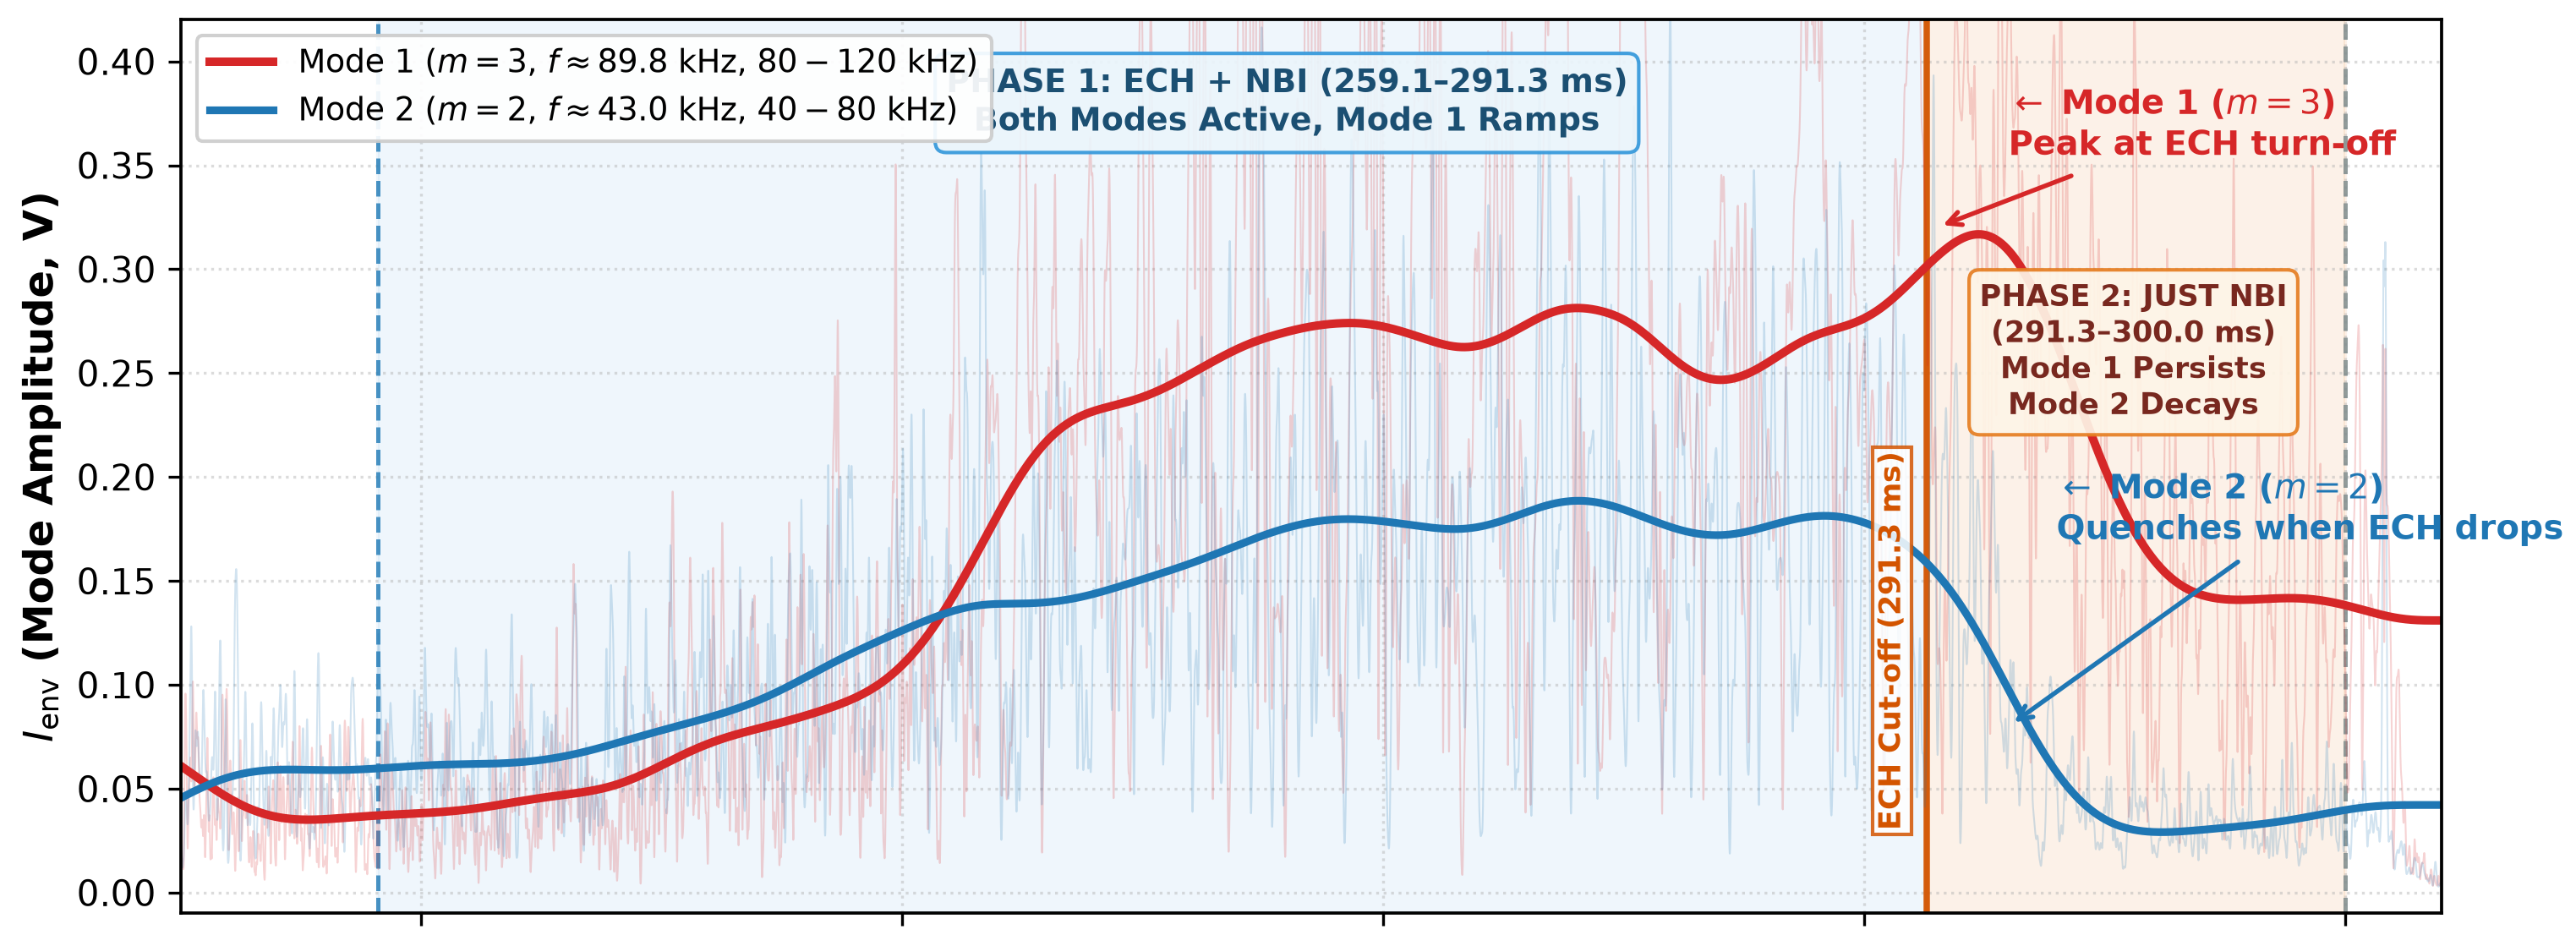 Mode 1 (m = 3, f ≈ 89.8 kHz, 80 − 120 kHz)
Mode 2 (m = 2, f ≈ 43.0 kHz, 40 − 80 kHz)
PHASE 1: ECH + NBI (259.1–291.3 ms)
Both Modes Active, Mode 1 Ramps
← Mode 1 (m = 3)
Peak at ECH turn-off
PHASE 2: JUST NBI
(291.3–300.0 ms)
Mode 1 Persists
Mode 2 Decays
← Mode 2 (m = 2)
Quenches when ECH drops
ECH Cut-off (291.3 ms)
I_env (Mode Amplitude, V)
0.40
0.35
0.30
0.25
0.20
0.15
0.10
0.05
0.00